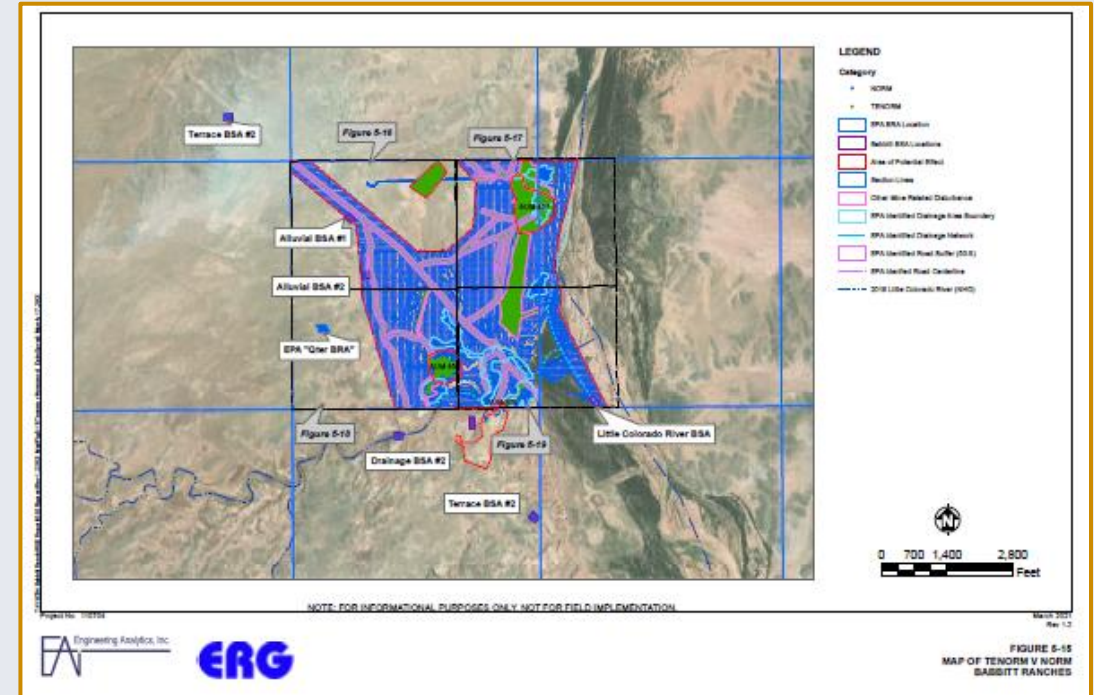 LEGEND
Category
NORM
TENORM
EPA BRA Location
Babbitt BSA Locations
Area of Potential Effect
Section Lines
Other Mine Related Disturbance
EPA Identified Drainage Area Boundary
EPA Identified Drainage Network
EPA Identified Road Buffer
EPA Identified Road Centerline
2018 Little Colorado River (NHD)
Terrace BSA #2
Figure 5-16
Figure 5-17
Alluvial BSA #1
Alluvial BSA #2
EPA "Qter BRA"
Figure 5-18
Figure 5-19
Little Colorado River BSA
Drainage BSA #2
Terrace BSA #2
N
0 700 1,400 2,800
Feet
NOTE: FOR INFORMATIONAL PURPOSES ONLY. NOT FOR FIELD IMPLEMENTATION.
Project No.
March 2021
Rev 1.2
EA Engineering Analytics, Inc.
ERG
FIGURE 5-15
MAP OF TENORM V NORM
BABBITT RANCHES